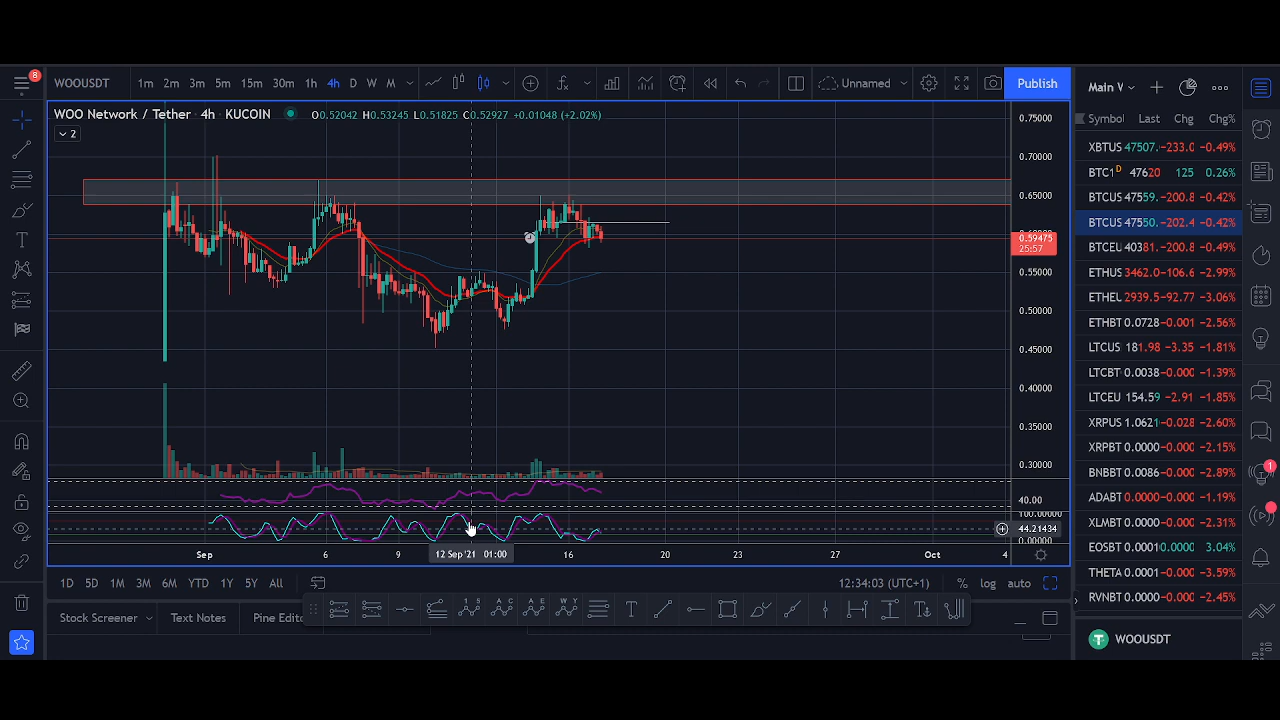 8
WOOUSDT 1m 2m 3m 5m 15m 30m 1h 4h D W M Unnamed Publish
Main V
WOO Network / Tether 4h KUCOIN O0.52042 H0.53245 L0.51825 C0.52927 +0.01048 (+2.02%)
2
0.75000
0.70000
0.65000
0.59475
25:57
0.55000
0.50000
0.45000
0.40000
0.35000
0.30000
40.00
44.21434
0.00000
Sep 6 9 12 Sep '21 01:00 16 20 23 27 Oct 4
1D 5D 1M 3M 6M YTD 1Y 5Y All 12:34:03 (UTC+1) % log auto
Stock Screener Text Notes Pine Edito
Symbol Last Chg Chg%
XBTUS 47507. −233.0 −0.49%
BTC1 D 47620 125 0.26%
BTCUS 47559. −200.8 −0.42%
BTCUS 47550. −202.4 −0.42%
BTCEU 40381. −200.8 −0.49%
ETHUS 3462.0 −106.6 −2.99%
ETHEL 2939.5 −92.77 −3.06%
ETHBT 0.0728 −0.001 −2.56%
LTCUS 181.98 −3.35 −1.81%
LTCBT 0.0038 −0.000 −1.39%
LTCEU 154.59 −2.91 −1.85%
XRPUS 1.0621 −0.028 −2.60%
XRPBT 0.0000 −0.000 −2.15%
BNBBT 0.0086 −0.000 −2.89%
ADABT 0.0000 −0.000 −1.19%
XLMBT 0.0000 −0.000 −2.31%
EOSBT 0.0001 0.0000 3.04%
THETA 0.0001 −0.000 −3.59%
RVNBT 0.0000 −0.000 −2.45%
WOOUSDT
1